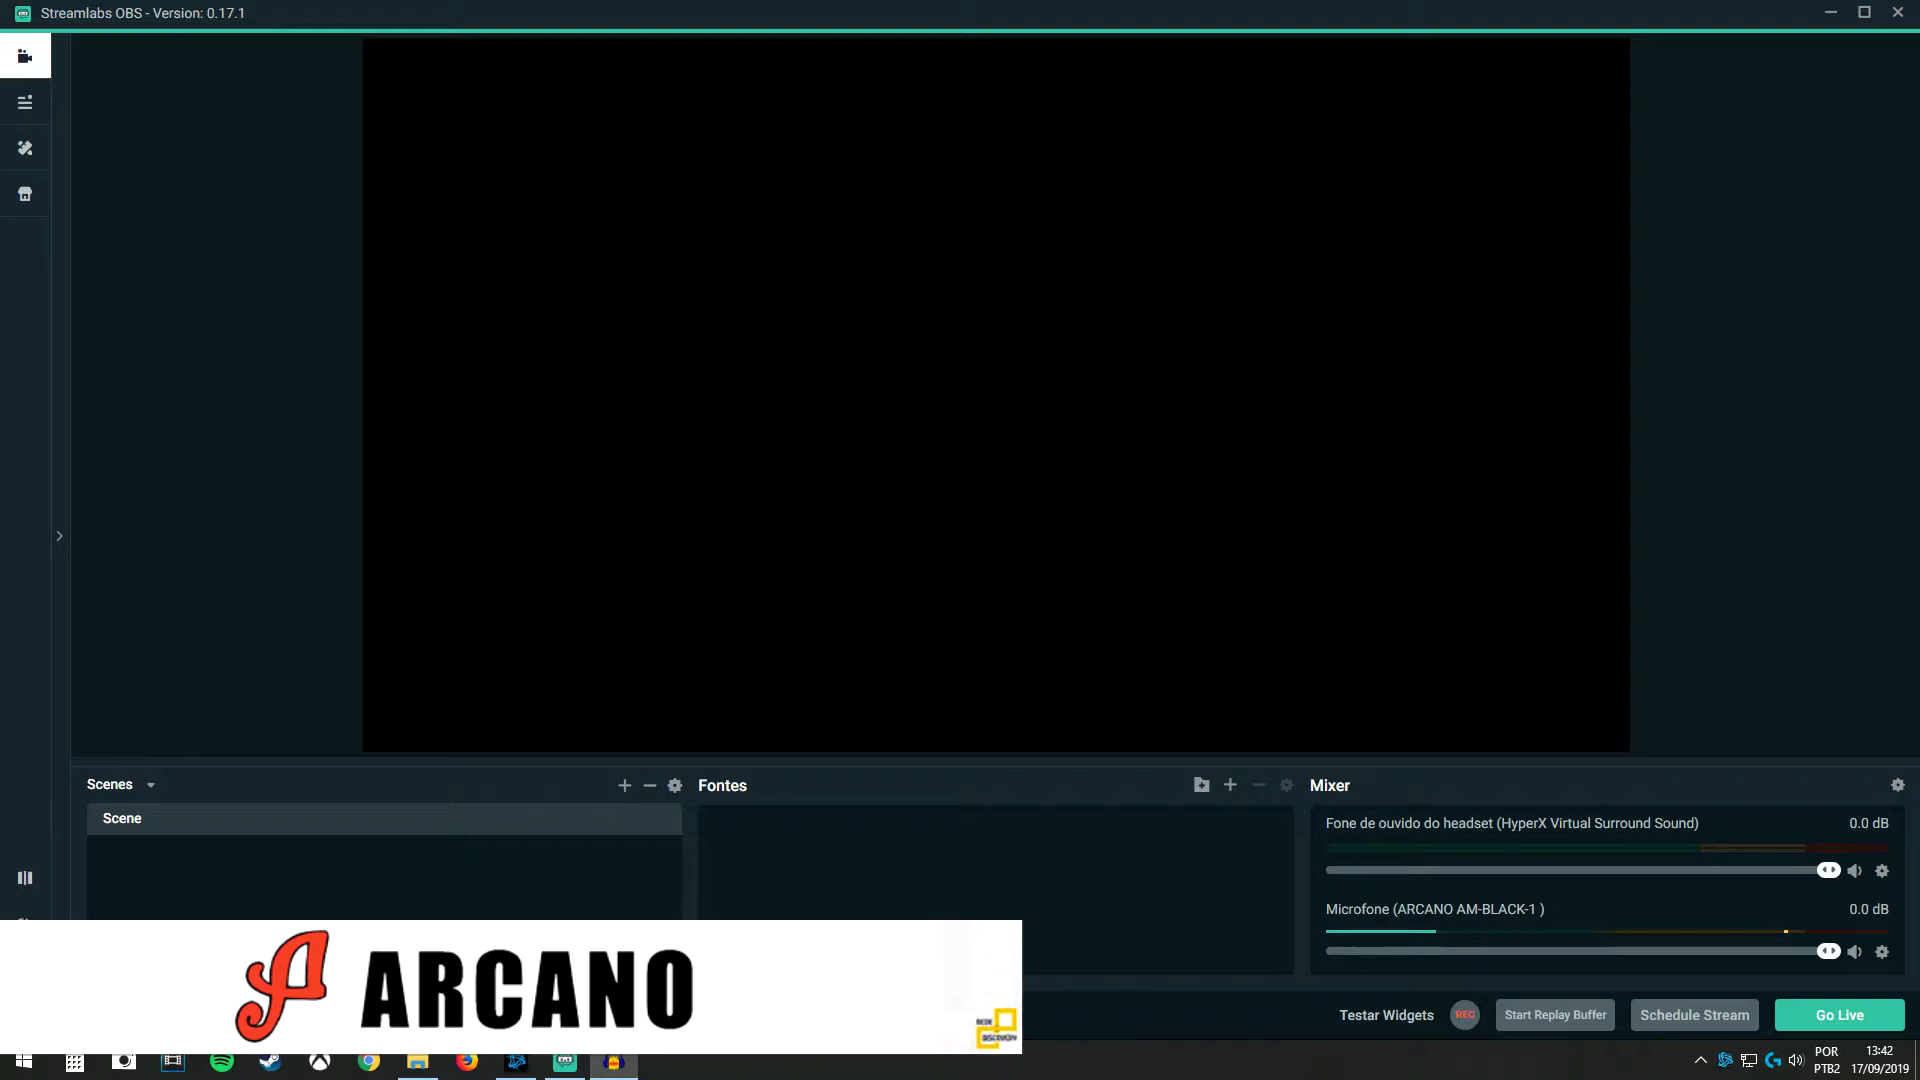 Streamlabs OBS - Version: 0.17.1
Scenes
Scene
Fontes
Mixer
Fone de ouvido do headset (HyperX Virtual Surround Sound)
0.0 dB
Microfone (ARCANO AM-BLACK-1 )
0.0 dB
ARCANO
REDE
DISCOVERY
Testar Widgets
REC
Start Replay Buffer
Schedule Stream
Go Live
POR
PTB2
13:42
17/09/2019